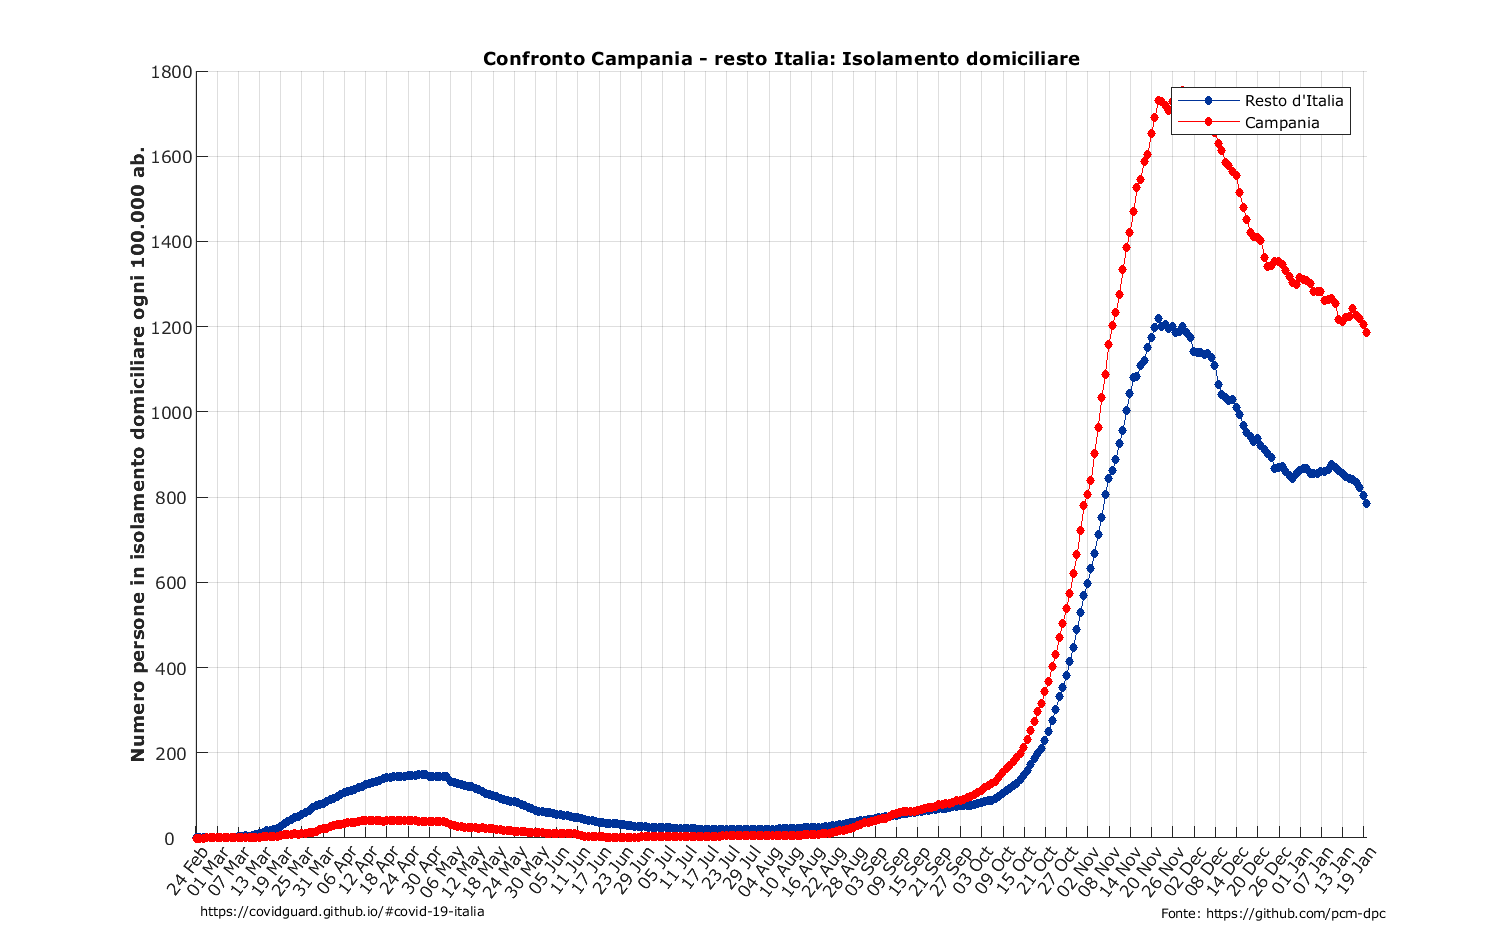 Confronto Campania - resto Italia: Isolamento domiciliare
Numero persone in isolamento domiciliare ogni 100.000 ab.
1800
1600
1400
1200
1000
800
600
400
200
0
Resto d'Italia
Campania
24 Feb
01 Mar
07 Mar
13 Mar
19 Mar
25 Mar
31 Mar
06 Apr
12 Apr
18 Apr
24 Apr
30 Apr
06 May
12 May
18 May
24 May
30 May
05 Jun
11 Jun
17 Jun
23 Jun
29 Jun
05 Jul
11 Jul
17 Jul
23 Jul
29 Jul
04 Aug
10 Aug
16 Aug
22 Aug
28 Aug
03 Sep
09 Sep
15 Sep
21 Sep
27 Sep
03 Oct
09 Oct
15 Oct
21 Oct
27 Oct
02 Nov
08 Nov
14 Nov
20 Nov
26 Nov
02 Dec
08 Dec
14 Dec
20 Dec
26 Dec
01 Jan
07 Jan
13 Jan
19 Jan
https://covidguard.github.io/#covid-19-italia
Fonte: https://github.com/pcm-dpc